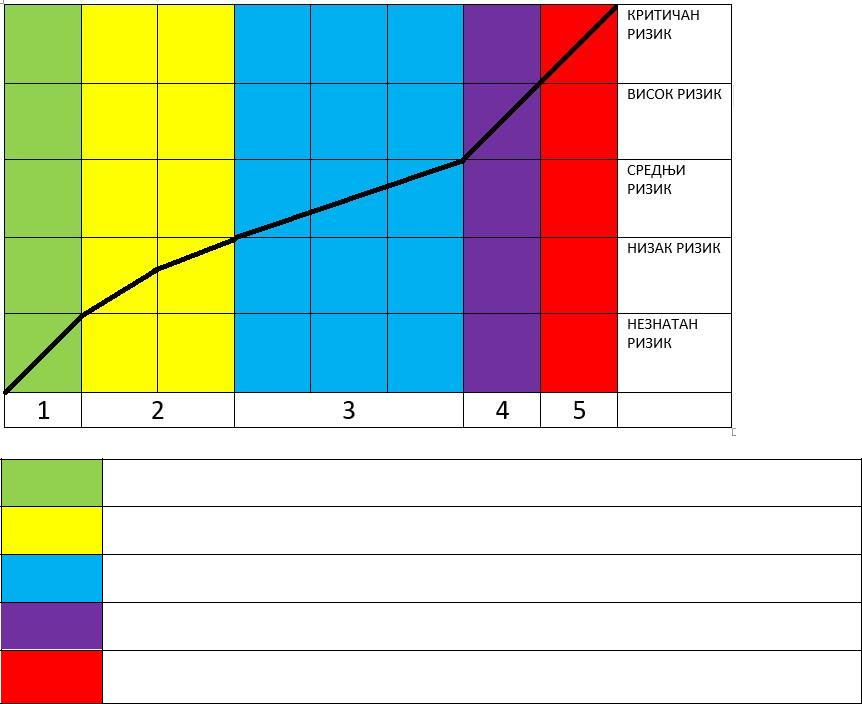 КРИТИЧАН
РИЗИК
ВИСОК РИЗИК
СРЕДЊИ
РИЗИК
НИЗАК РИЗИК
НЕЗНАТАН
РИЗИК
1 2 3 4 5